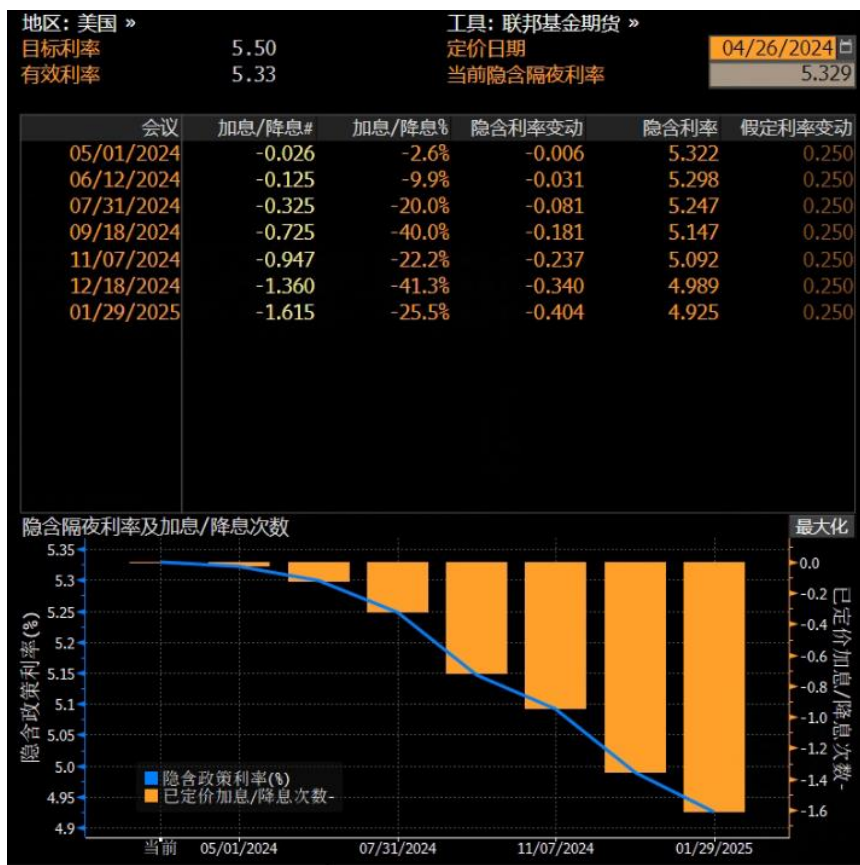 地区: 美国 » 工具: 联邦基金期货 »
目标利率 5.50 定价日期 04/26/2024
有效利率 5.33 当前隐含隔夜利率 5.329
会议 加息/降息# 加息/降息% 隐含利率变动 隐含利率 假定利率变动
05/01/2024 -0.026 -2.6% -0.006 5.322 0.250
06/12/2024 -0.125 -9.9% -0.031 5.298 0.250
07/31/2024 -0.325 -20.0% -0.081 5.247 0.250
09/18/2024 -0.725 -40.0% -0.181 5.147 0.250
11/07/2024 -0.947 -22.2% -0.237 5.092 0.250
12/18/2024 -1.360 -41.3% -0.340 4.989 0.250
01/29/2025 -1.615 -25.5% -0.404 4.925 0.250
隐含隔夜利率及加息/降息次数 最大化
5.35
5.3
5.25
5.2
5.15
5.1
5.05
5.0
4.95
4.9
隐含政策利率(%)
0.0
-0.2
-0.4
-0.6
-0.8
-1.0
-1.2
-1.4
-1.6
已定价加息/降息次数-
隐含政策利率(%)
已定价加息/降息次数-
当前 05/01/2024 07/31/2024 11/07/2024 01/29/2025